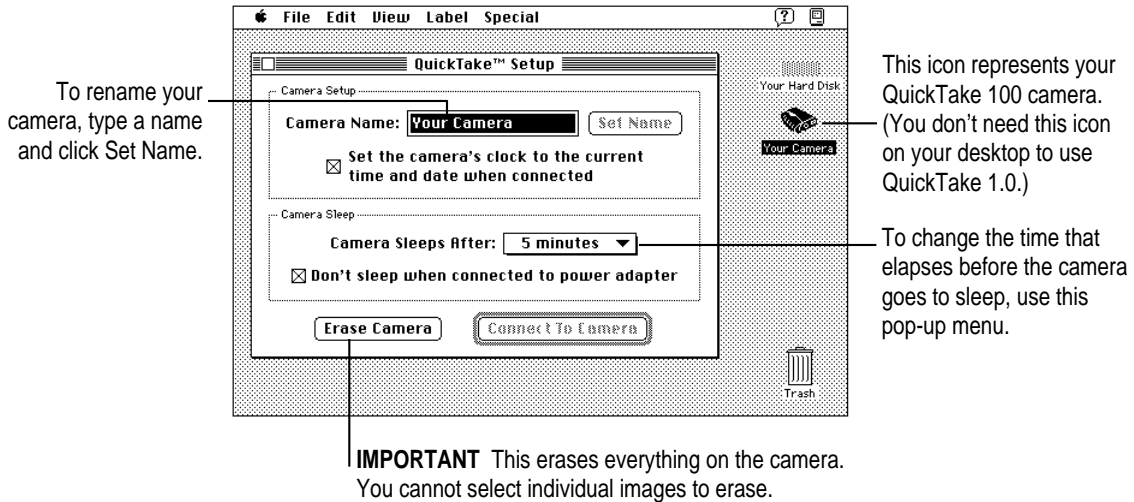 File Edit View Label Special
QuickTake™ Setup
Camera Setup
Camera Name: Your Camera Set Name
Set the camera's clock to the current
time and date when connected
Camera Sleep
Camera Sleeps After: 5 minutes
Don't sleep when connected to power adapter
Erase Camera Connect To Camera
Your Hard Disk
Your Camera
Trash
To rename your
camera, type a name
and click Set Name.
This icon represents your
QuickTake 100 camera.
(You don't need this icon
on your desktop to use
QuickTake 1.0.)
To change the time that
elapses before the camera
goes to sleep, use this
pop-up menu.
IMPORTANT This erases everything on the camera.
You cannot select individual images to erase.